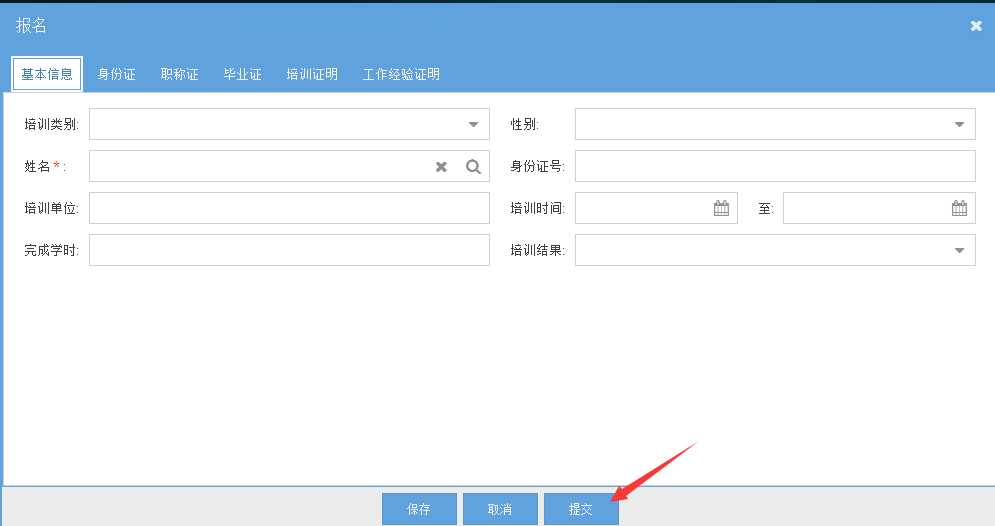 报名
基本信息 身份证 职称证 毕业证 培训证明 工作经验证明
培训类别: 性别:
姓名*: 身份证号:
培训单位: 培训时间: 至:
完成学时: 培训结果:
保存 取消 提交